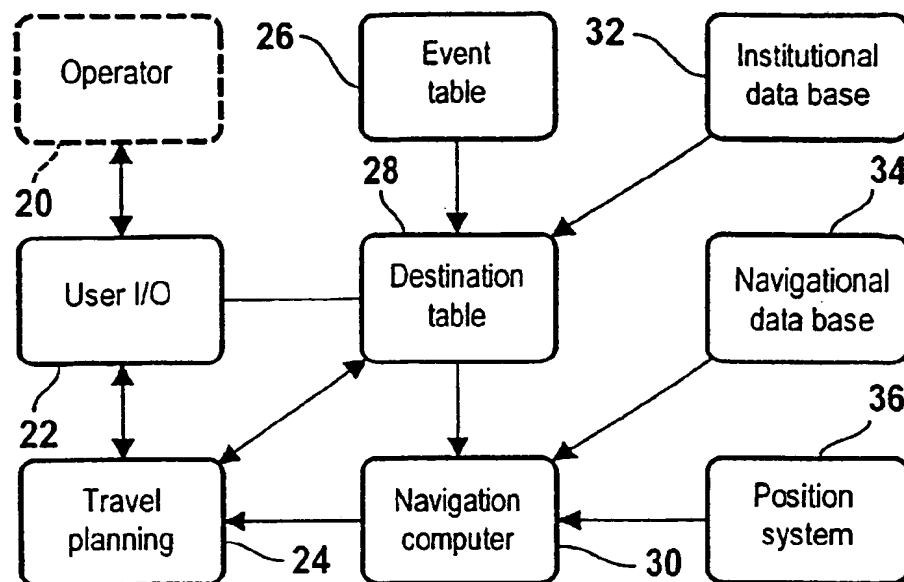 26
32
Operator
Event
table
Institutional
data base
20
28
34
User I/O
Destination
table
Navigational
data base
22
36
Travel
planning
Navigation
computer
Position
system
24
30